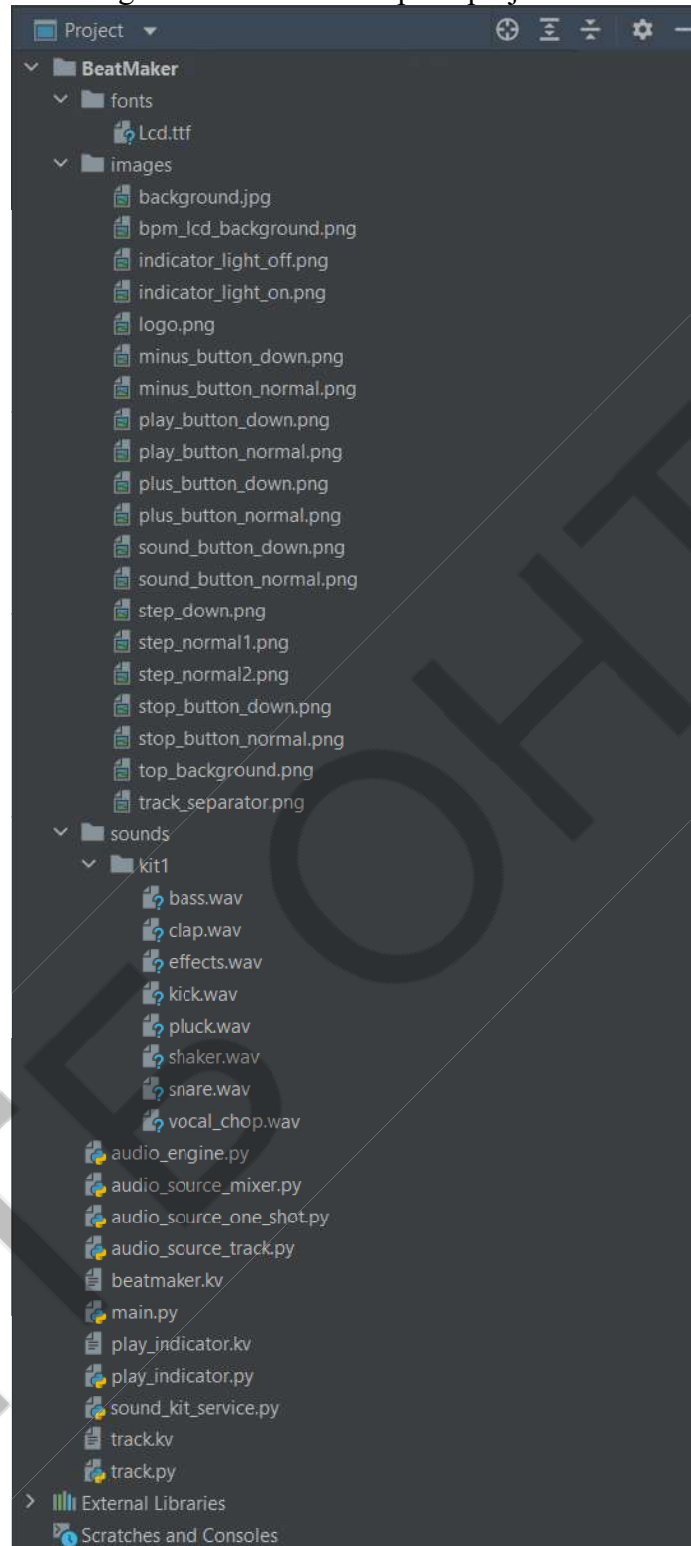 Project
BeatMaker
fonts
Lcd.ttf
images
background.jpg
bpm_lcd_background.png
indicator_light_off.png
indicator_light_on.png
logo.png
minus_button_down.png
minus_button_normal.png
play_button_down.png
play_button_normal.png
plus_button_down.png
plus_button_normal.png
sound_button_down.png
sound_button_normal.png
step_down.png
step_normal1.png
step_normal2.png
stop_button_down.png
stop_button_normal.png
top_background.png
track_separator.png
sounds
kit1
bass.wav
clap.wav
effects.wav
kick.wav
pluck.wav
shaker.wav
snare.wav
vocal_chop.wav
audio_engine.py
audio_source_mixer.py
audio_source_one_shot.py
audio_source_track.py
beatmaker.kv
main.py
play_indicator.kv
play_indicator.py
sound_kit_service.py
track.kv
track.py
External Libraries
Scratches and Consoles